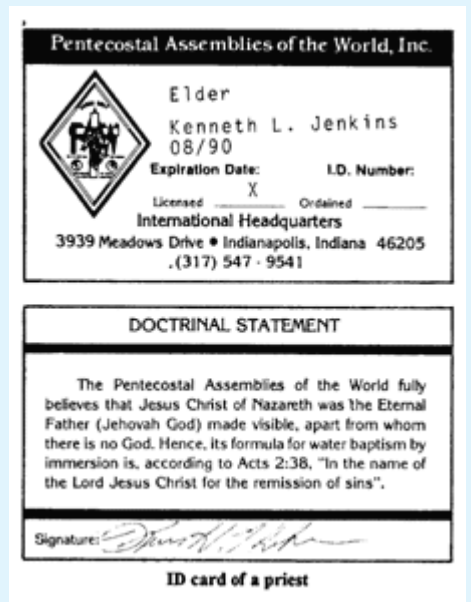 Pentecostal Assemblies of the World, Inc.
Elder
Kenneth L. Jenkins
08/90
Expiration Date: I.D. Number:
X
Licensed ________ Ordained ________
International Headquarters
3939 Meadows Drive • Indianapolis, Indiana 46205
.(317) 547 - 9541
DOCTRINAL STATEMENT
The Pentecostal Assemblies of the World fully
believes that Jesus Christ of Nazareth was the Eternal
Father (Jehovah God) made visible, apart from whom
there is no God. Hence, its formula for water baptism by
immersion is, according to Acts 2:38, "In the name of
the Lord Jesus Christ for the remission of sins".
Signature:
ID card of a priest